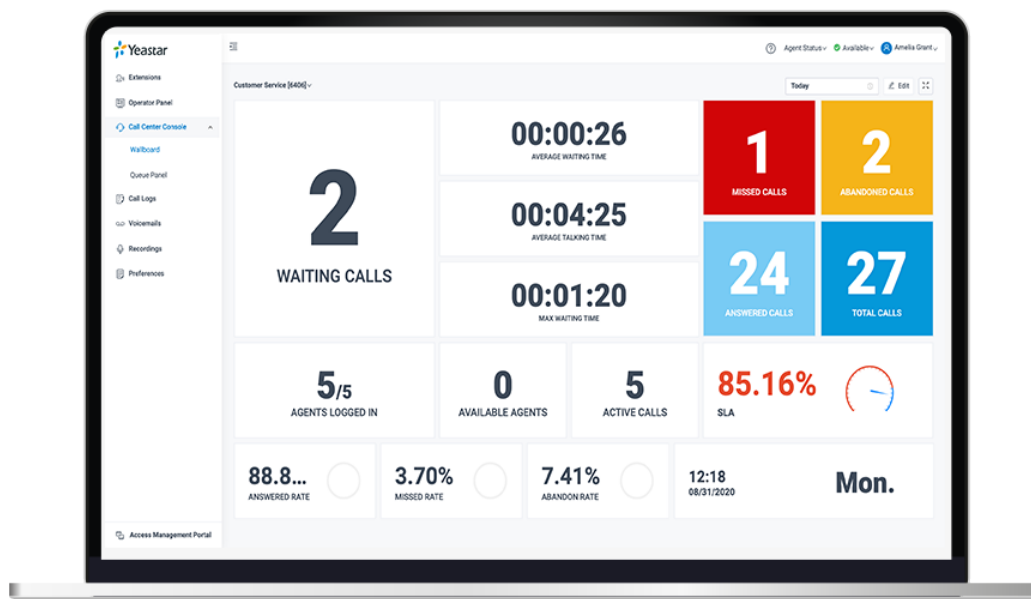 Yeastar
Agent Status
Available
Amelia Grant
Extensions
Operator Panel
Call Center Console
Wallboard
Queue Panel
Call Logs
Voicemails
Recordings
Preferences
Access Management Portal
Customer Service [6406]
Today
Edit
2
WAITING CALLS
00:00:26
AVERAGE WAITING TIME
00:04:25
AVERAGE TALKING TIME
00:01:20
MAX WAITING TIME
1
MISSED CALLS
2
ABANDONED CALLS
24
ANSWERED CALLS
27
TOTAL CALLS
5/5
AGENTS LOGGED IN
0
AVAILABLE AGENTS
5
ACTIVE CALLS
85.16%
SLA
88.8...
ANSWERED RATE
3.70%
MISSED RATE
7.41%
ABANDON RATE
12:18
08/31/2020
Mon.